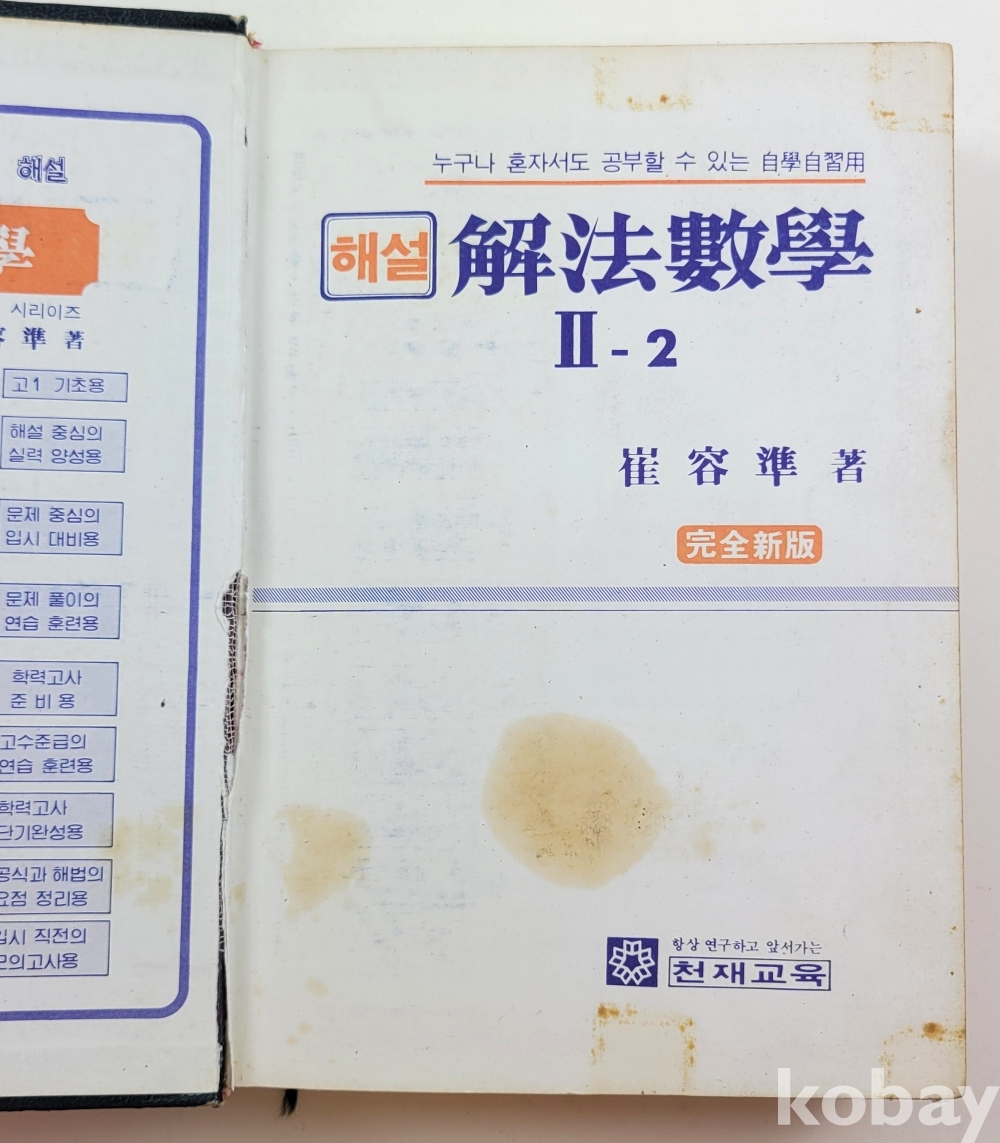 해설
學
시리이즈
容 準 著
고1 기초용
해설 중심의
실력 양성용
문제 중심의
입시 대비용
문제 풀이의
연습 훈련용
학력고사
준 비 용
고수준급의
연습 훈련용
학력고사
단기완성용
공식과 해법의
요점 정리용
입시 직전의
모의고사용
누구나 혼자서도 공부할 수 있는 自學自習用
해설 解法數學
II - 2
崔 容 準 著
完全新版
항상 연구하고 앞서가는
천재교육
kobay